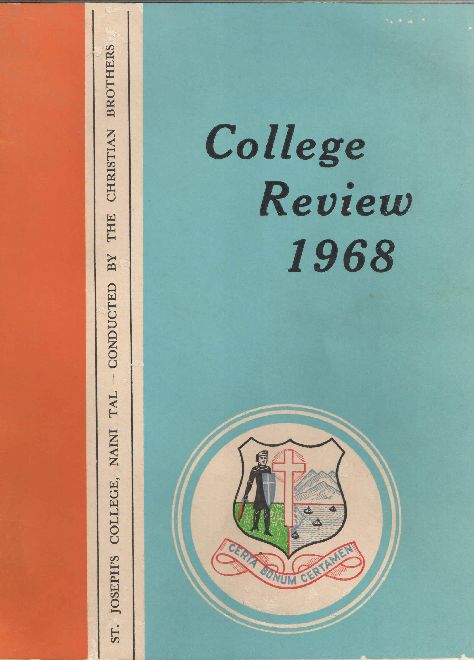 College
Review
1968
ST. JOSEPH'S COLLEGE, NAINI TAL — CONDUCTED BY THE CHRISTIAN BROTHERS
CERTA BONUM CERTAMEN